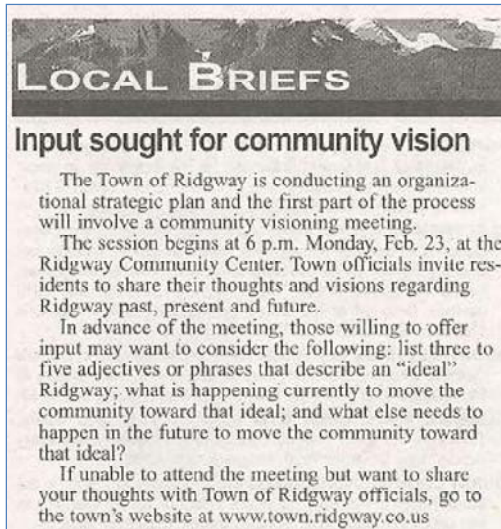 LOCAL BRIEFS
Input sought for community vision
The Town of Ridgway is conducting an organiza-
tional strategic plan and the first part of the process
will involve a community visioning meeting.
The session begins at 6 p.m. Monday, Feb. 23, at the
Ridgway Community Center. Town officials invite res-
idents to share their thoughts and visions regarding
Ridgway past, present and future.
In advance of the meeting, those willing to offer
input may want to consider the following: list three to
five adjectives or phrases that describe an “ideal”
Ridgway; what is happening currently to move the
community toward that ideal; and what else needs to
happen in the future to move the community toward
that ideal?
If unable to attend the meeting but want to share
your thoughts with Town of Ridgway officials, go to
the town's website at www.town.ridgway.co.us